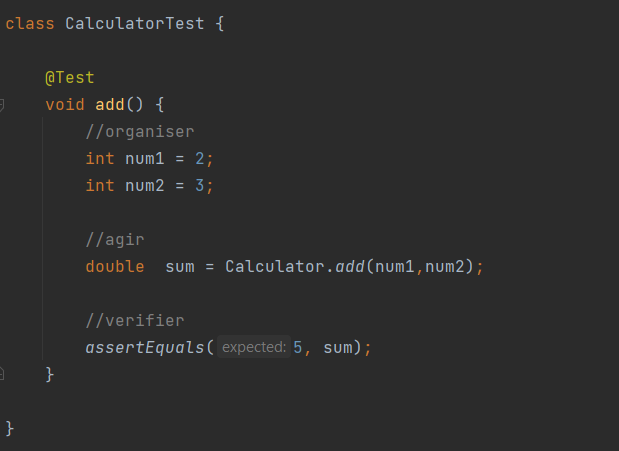 class CalculatorTest {
@Test
void add() {
//organiser
int num1 = 2;
int num2 = 3;
//agir
double  sum = Calculator.add(num1,num2);
//verifier
assertEquals( expected: 5, sum);
}
}